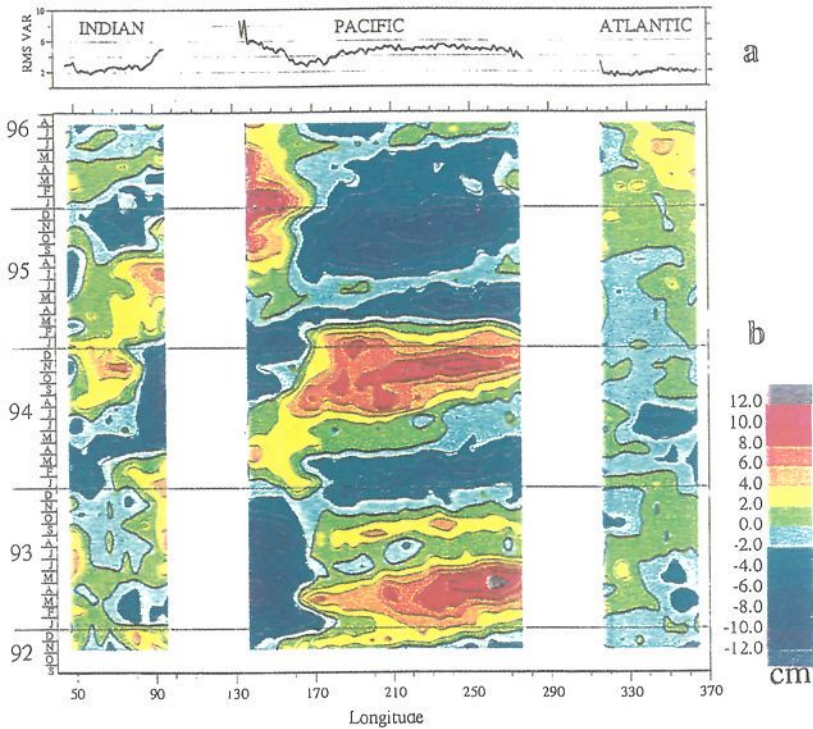 RMS VAR
10
6
2
INDIAN
PACIFIC
ATLANTIC
a
96
A
J
J
M
A
M
F
J
D
N
O
S
95
A
J
J
M
A
M
F
J
D
N
O
S
94
A
J
J
M
A
M
F
J
D
N
O
S
93
A
J
J
M
A
M
F
J
92
D
N
O
S
b
12.0
10.0
8.0
6.0
4.0
2.0
0.0
-2.0
-4.0
-6.0
-8.0
-10.0
-12.0
cm
50 90 130 170 210 250 290 330 370
Longitude